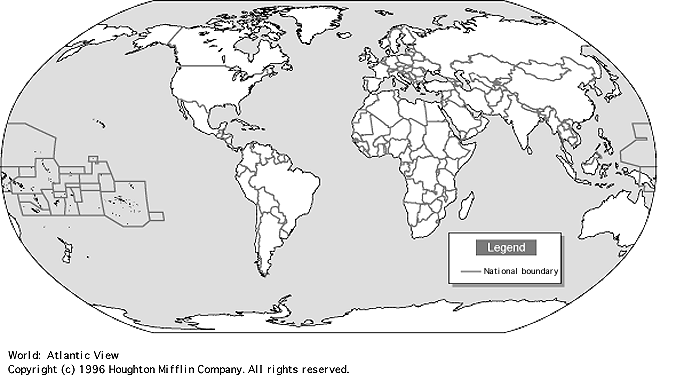 Legend
National boundary
World: Atlantic View
Copyright (c) 1996 Houghton Mifflin Company. All rights reserved.